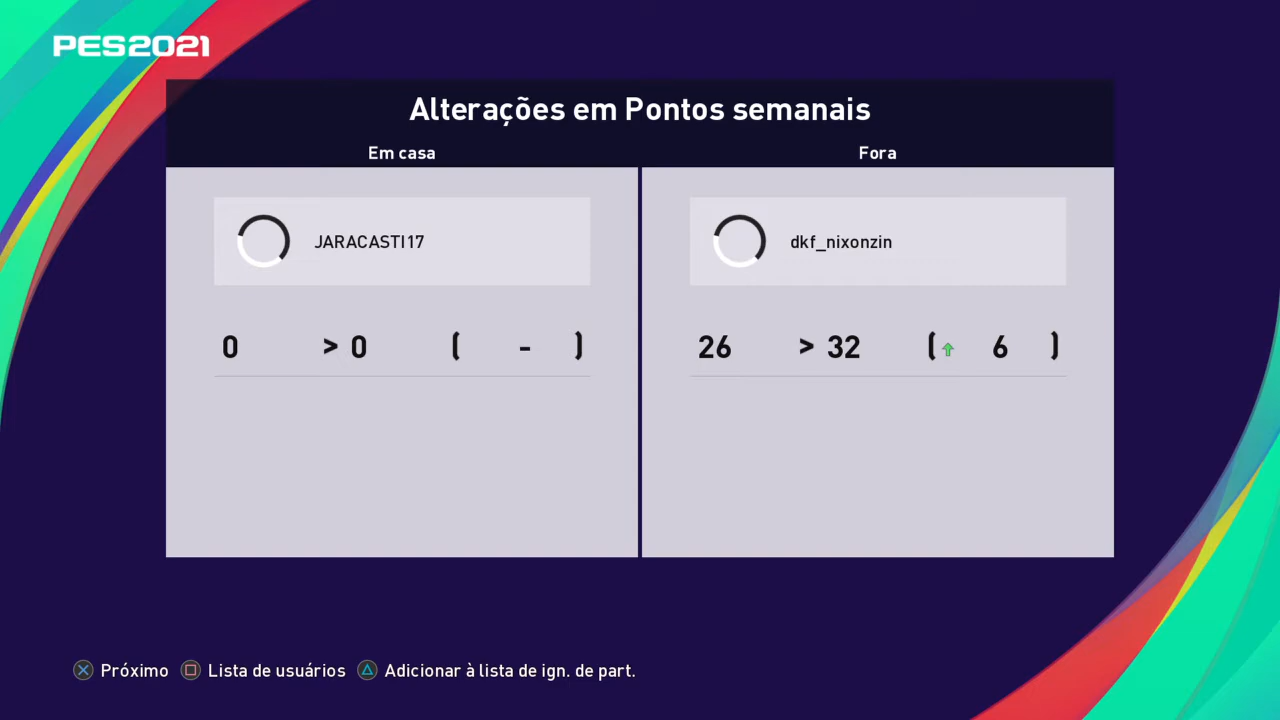 PES2021
Alterações em Pontos semanais
Em casa
Fora
JARACASTI17
dkf_nixonzin
0 > 0 ( - )
26 > 32 ( 6 )
Próximo Lista de usuários Adicionar à lista de ign. de part.